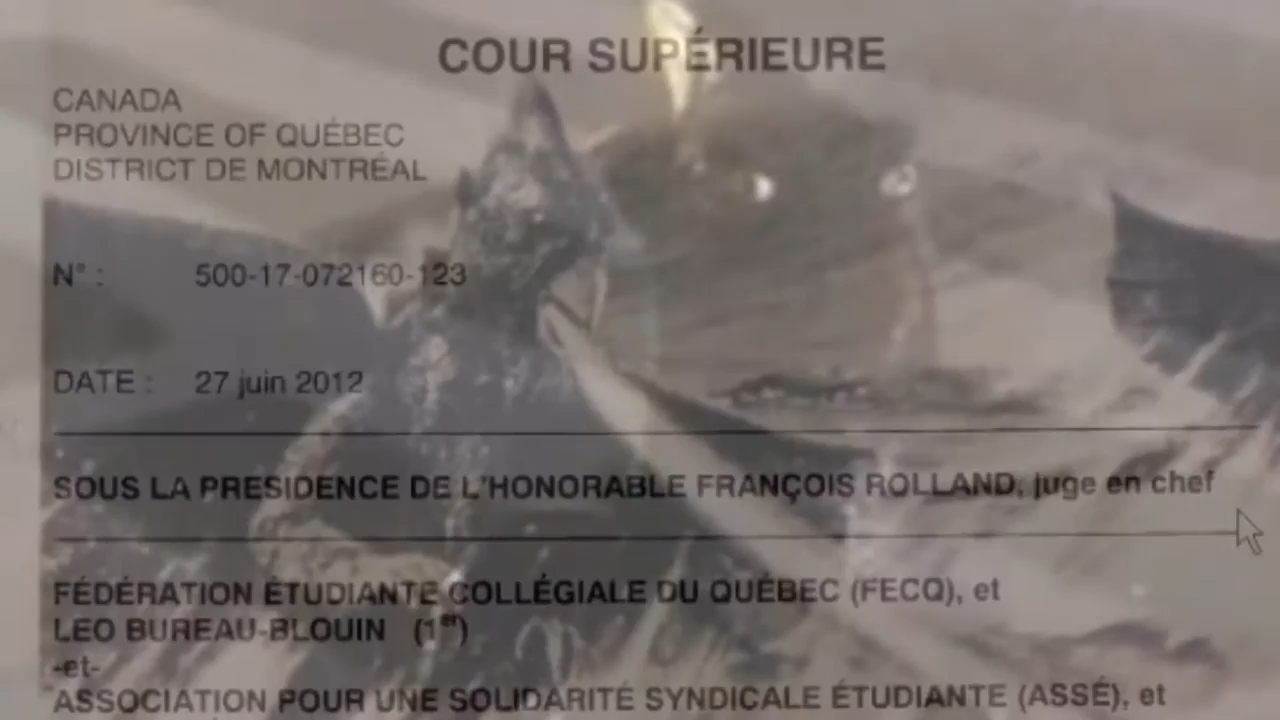 COUR SUPÉRIEURE
CANADA
PROVINCE OF QUÉBEC
DISTRICT DE MONTRÉAL
N° : 500-17-072160-123
DATE : 27 juin 2012
SOUS LA PRESIDENCE DE L'HONORABLE FRANÇOIS ROLLAND, juge en chef
FÉDÉRATION ÉTUDIANTE COLLÉGIALE DU QUÉBEC (FECQ), et
LEO BUREAU-BLOUIN (1er)
-et-
ASSOCIATION POUR UNE SOLIDARITÉ SYNDICALE ÉTUDIANTE (ASSÉ), et